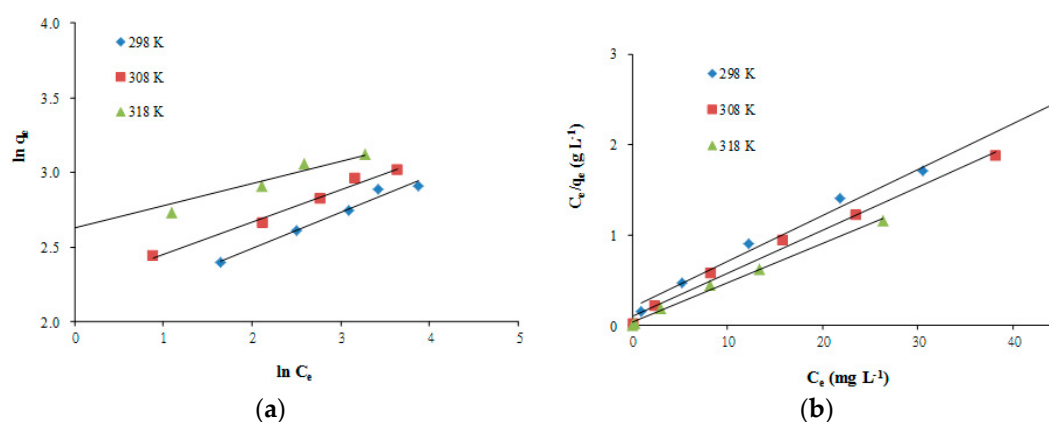 4.0
3.5
3.0
2.5
2.0
ln qₑ
298 K
308 K
318 K
0 1 2 3 4 5
ln Cₑ
(a)
3
2
1
0
Cₑ/qₑ (g L⁻¹)
298 K
308 K
318 K
0 10 20 30 40
Cₑ (mg L⁻¹)
(b)